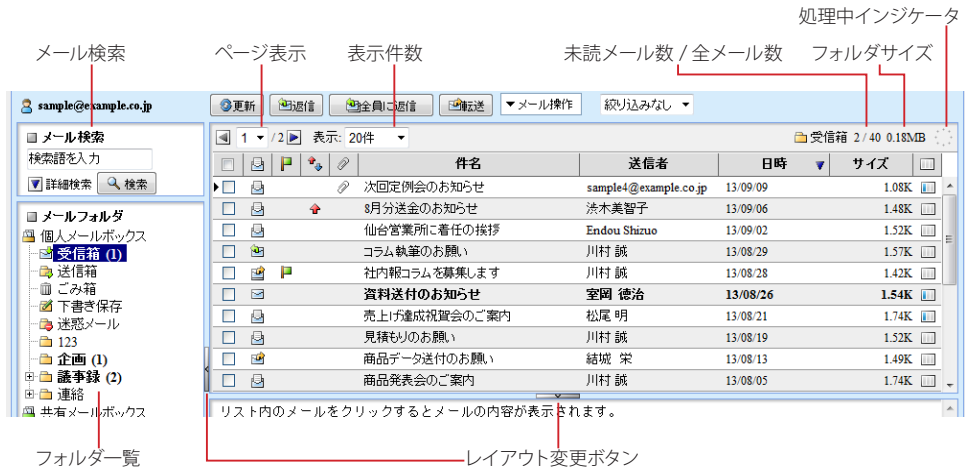 処理中インジケータ
メール検索 ページ表示 表示件数 未読メール数 / 全メール数 フォルダサイズ
sample@example.co.jp 更新 返信 全員に返信 転送 ▼メール操作 絞り込みなし
メール検索
検索語を入力
詳細検索 検索
メールフォルダ
個人メールボックス
受信箱 (1)
送信箱
ごみ箱
下書き保存
迷惑メール
123
企画 (1)
議事録 (2)
連絡
共有メールボックス
1 / 2 表示: 20件 受信箱 2 / 40 0.18MB
件名 送信者 日時 ▼ サイズ
次回定例会のお知らせ sample4@example.co.jp 13/09/09 1.08K
8月分送金のお知らせ 渋木美智子 13/09/06 1.48K
仙台営業所に着任の挨拶 Endou Shizuo 13/09/02 1.52K
コラム執筆のお願い 川村 誠 13/08/29 1.57K
社内報コラムを募集します 川村 誠 13/08/28 1.42K
資料送付のお知らせ 室岡 徳治 13/08/26 1.54K
売上げ達成祝賀会のご案内 松尾 明 13/08/21 1.74K
見積もりのお願い 川村 誠 13/08/19 1.52K
商品データ送付のお願い 結城 栄 13/08/13 1.49K
商品発表会のご案内 川村 誠 13/08/05 1.74K
リスト内のメールをクリックするとメールの内容が表示されます。
フォルダ一覧 レイアウト変更ボタン